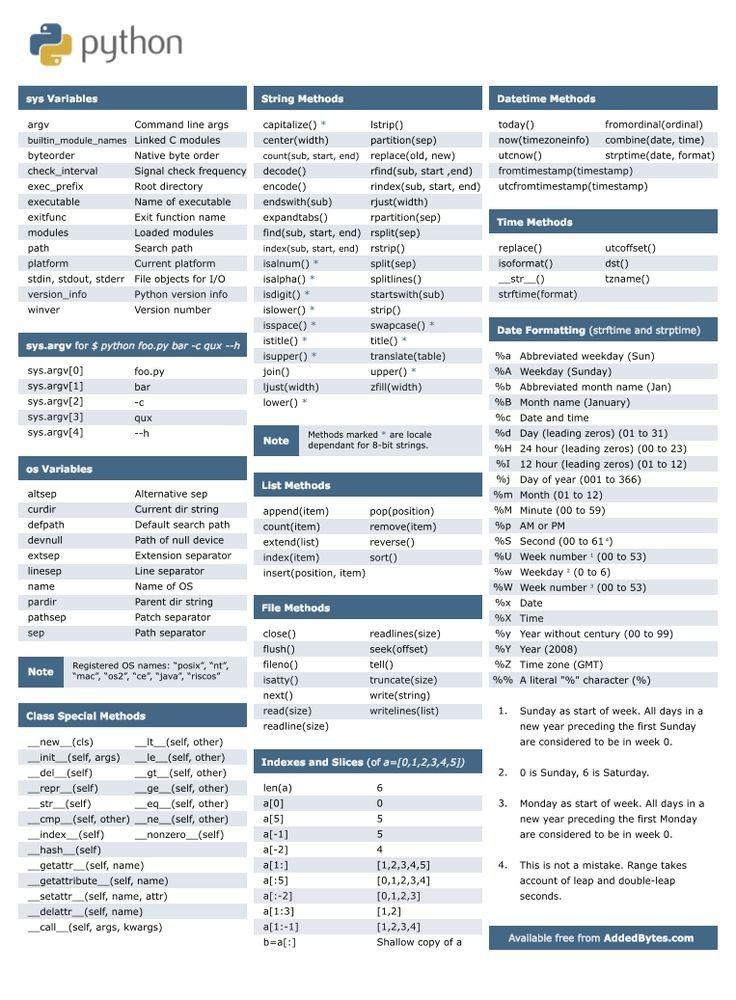 python
sys Variables
argv Command line args
builtin_module_names Linked C modules
byteorder Native byte order
check_interval Signal check frequency
exec_prefix Root directory
executable Name of executable
exitfunc Exit function name
modules Loaded modules
path Search path
platform Current platform
stdin, stdout, stderr File objects for I/O
version_info Python version info
winver Version number
sys.argv for $ python foo.py bar -c qux --h
sys.argv[0] foo.py
sys.argv[1] bar
sys.argv[2] -c
sys.argv[3] qux
sys.argv[4] --h
os Variables
altsep Alternative sep
curdir Current dir string
defpath Default search path
devnull Path of null device
extsep Extension separator
linesep Line separator
name Name of OS
pardir Parent dir string
pathsep Patch separator
sep Path separator
Note
Registered OS names: "posix", "nt",
"mac", "os2", "ce", "java", "riscos"
Class Special Methods
__new__(cls) __lt__(self, other)
__init__(self, args) __le__(self, other)
__del__(self) __gt__(self, other)
__repr__(self) __ge__(self, other)
__str__(self) __eq__(self, other)
__cmp__(self, other) __ne__(self, other)
__index__(self) __nonzero__(self)
__hash__(self)
__getattr__(self, name)
__getattribute__(self, name)
__setattr__(self, name, attr)
__delattr__(self, name)
__call__(self, args, kwargs)
String Methods
capitalize() * lstrip()
center(width) partition(sep)
count(sub, start, end) replace(old, new)
decode() rfind(sub, start ,end)
encode() rindex(sub, start, end)
endswith(sub) rjust(width)
expandtabs() rpartition(sep)
find(sub, start, end) rsplit(sep)
index(sub, start, end) rstrip()
isalnum() * split(sep)
isalpha() * splitlines()
isdigit() * startswith(sub)
islower() * strip()
isspace() * swapcase() *
istitle() * title() *
isupper() * translate(table)
join() upper() *
ljust(width) zfill(width)
lower() *
Note
Methods marked * are locale
dependant for 8-bit strings.
List Methods
append(item) pop(position)
count(item) remove(item)
extend(list) reverse()
index(item) sort()
insert(position, item)
File Methods
close() readlines(size)
flush() seek(offset)
fileno() tell()
isatty() truncate(size)
next() write(string)
read(size) writelines(list)
readline(size)
Indexes and Slices (of a=[0,1,2,3,4,5])
len(a) 6
a[0] 0
a[5] 5
a[-1] 5
a[-2] 4
a[1:] [1,2,3,4,5]
a[:5] [0,1,2,3,4]
a[:-2] [0,1,2,3]
a[1:3] [1,2]
a[1:-1] [1,2,3,4]
b=a[:] Shallow copy of a
Datetime Methods
today() fromordinal(ordinal)
now(timezoneinfo) combine(date, time)
utcnow() strptime(date, format)
fromtimestamp(timestamp)
utcfromtimestamp(timestamp)
Time Methods
replace() utcoffset()
isoformat() dst()
__str__() tzname()
strftime(format)
Date Formatting (strftime and strptime)
%a Abbreviated weekday (Sun)
%A Weekday (Sunday)
%b Abbreviated month name (Jan)
%B Month name (January)
%c Date and time
%d Day (leading zeros) (01 to 31)
%H 24 hour (leading zeros) (00 to 23)
%I 12 hour (leading zeros) (01 to 12)
%j Day of year (001 to 366)
%m Month (01 to 12)
%M Minute (00 to 59)
%p AM or PM
%S Second (00 to 61⁴)
%U Week number ¹ (00 to 53)
%w Weekday ² (0 to 6)
%W Week number ³ (00 to 53)
%x Date
%X Time
%y Year without century (00 to 99)
%Y Year (2008)
%Z Time zone (GMT)
%% A literal "%" character (%)
1. Sunday as start of week. All days in a
new year preceding the first Sunday
are considered to be in week 0.
2. 0 is Sunday, 6 is Saturday.
3. Monday as start of week. All days in a
new year preceding the first Monday
are considered to be in week 0.
4. This is not a mistake. Range takes
account of leap and double-leap
seconds.
Available free from AddedBytes.com